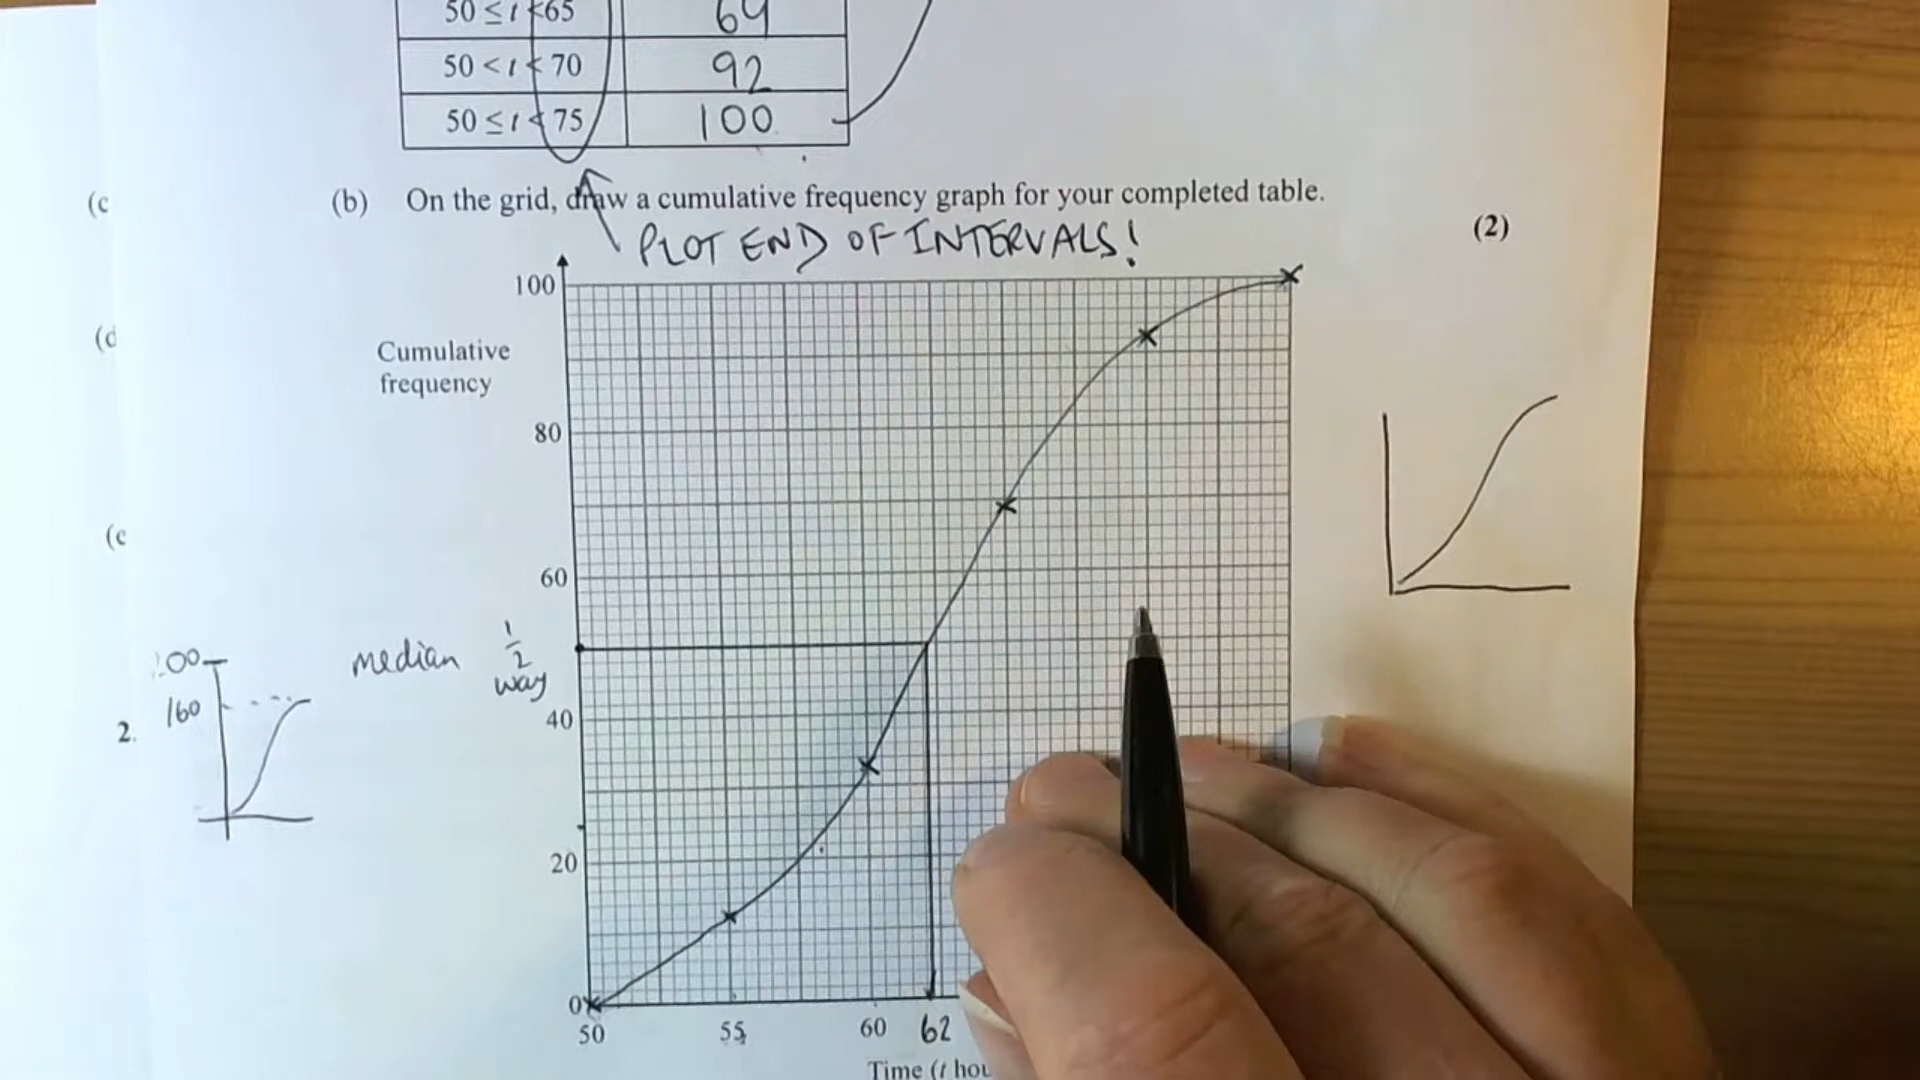 50 ≤ t < 65 69
50 < t < 70 92
50 ≤ t < 75 100
(b) On the grid, draw a cumulative frequency graph for your completed table.
(2)
PLOT END OF INTERVALS!
100
Cumulative
frequency
80
60
median 1/2
way
40
20
0
50 55 60 62
Time (t hou
(c
(d
(e
160
2.